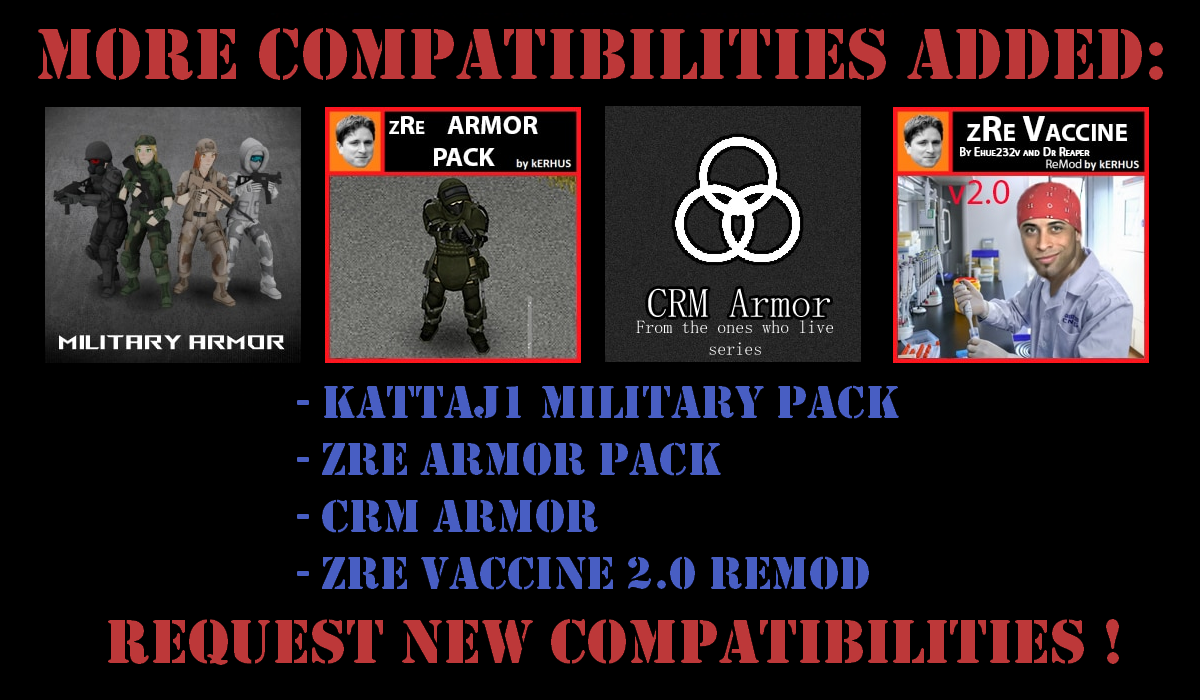 MORE COMPATIBILITIES ADDED:
MILITARY ARMOR
zRe ARMOR
PACK
by kERHUS
CRM Armor
From the ones who live
series
zRe Vaccine
By Ehue232v and Dr Reaper
ReMod by kERHUS
v2.0
- KATTAJ1 MILITARY PACK
- ZRE ARMOR PACK
- CRM ARMOR
- ZRE VACCINE 2.0 REMOD
REQUEST NEW COMPATIBILITIES !